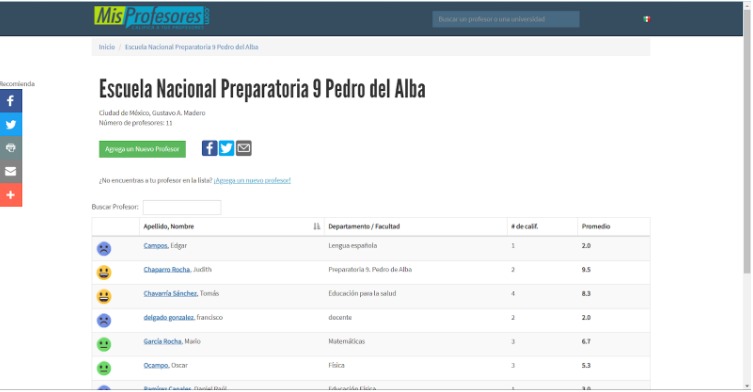 MisProfesores.com
CALIFICA A TUS PROFESORES
Buscar un profesor o una universidad
Inicio / Escuela Nacional Preparatoria 9 Pedro del Alba
Recomienda
Escuela Nacional Preparatoria 9 Pedro del Alba
Ciudad de México, Gustavo A. Madero
Número de profesores: 11
Agrega un Nuevo Profesor
¿No encuentras a tu profesor en la lista? ¡Agrega un nuevo profesor!
Buscar Profesor:
Apellido, Nombre Departamento / Facultad # de calif. Promedio
Campos, Edgar Lengua española 1 2.0
Chaparro Rocha, Judith Preparatoria 9. Pedro de Alba 2 9.5
Chavarría Sánchez, Tomás Educación para la salud 4 8.3
delgado gonzalez, francisco docente 2 2.0
García Rocha, Mario Matemáticas 3 6.7
Ocampo, Oscar Física 3 5.3
Ramírez Canales, Daniel Raúl Educación Física 1 3.0